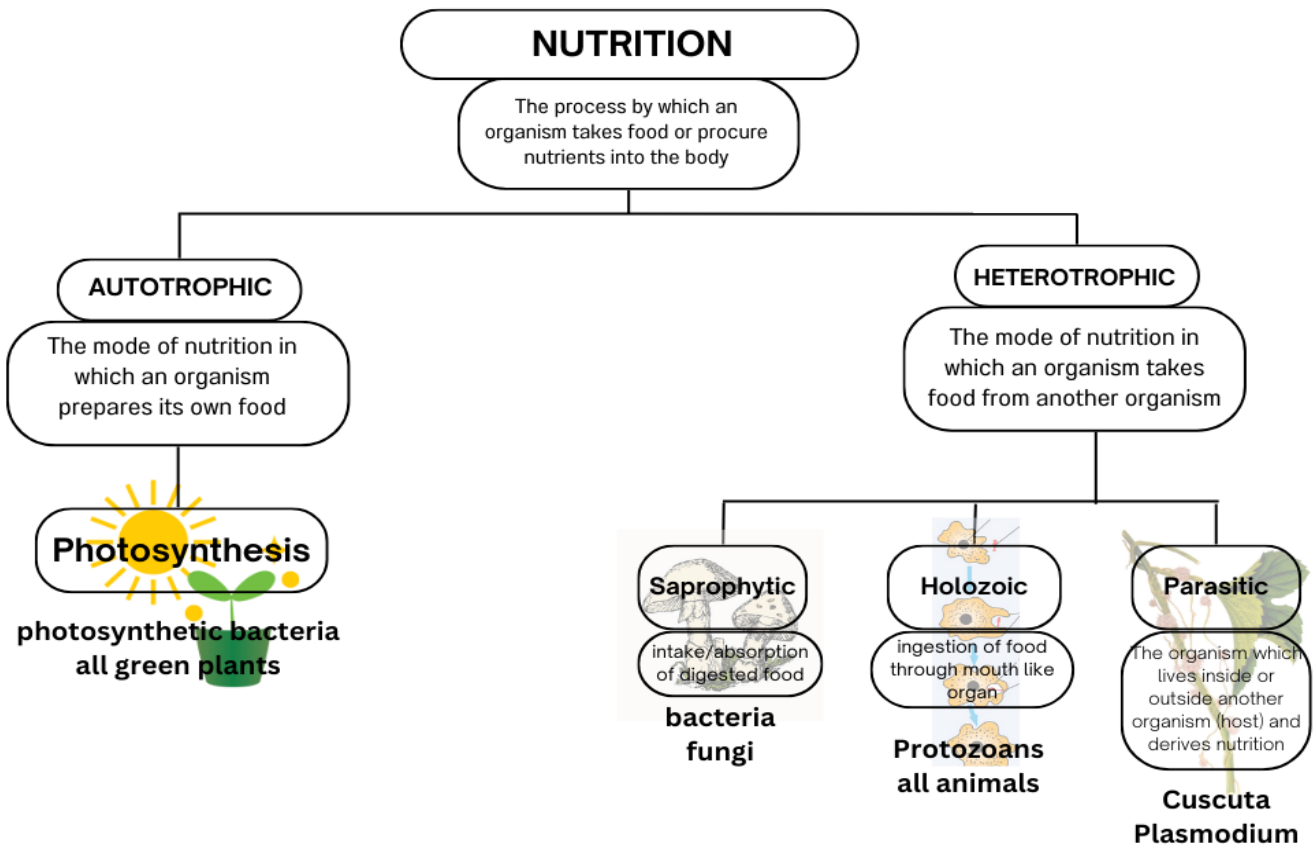 NUTRITION
The process by which an
organism takes food or procure
nutrients into the body
AUTOTROPHIC
The mode of nutrition in
which an organism
prepares its own food
Photosynthesis
photosynthetic bacteria
all green plants
HETEROTROPHIC
The mode of nutrition in
which an organism takes
food from another organism
Saprophytic
intake/absorption
of digested food
bacteria
fungi
Holozoic
ingestion of food
through mouth like
organ
Protozoans
all animals
Parasitic
The organism which
lives inside or
outside another
organism (host) and
derives nutrition
Cuscuta
Plasmodium